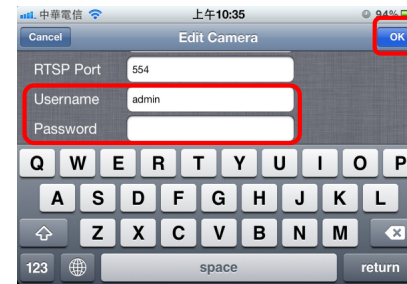 中華電信 上午10:35 94%
Cancel Edit Camera OK
RTSP Port 554
Username admin
Password
Q W E R T Y U I O P
A S D F G H J K L
Z X C V B N M
123 space return